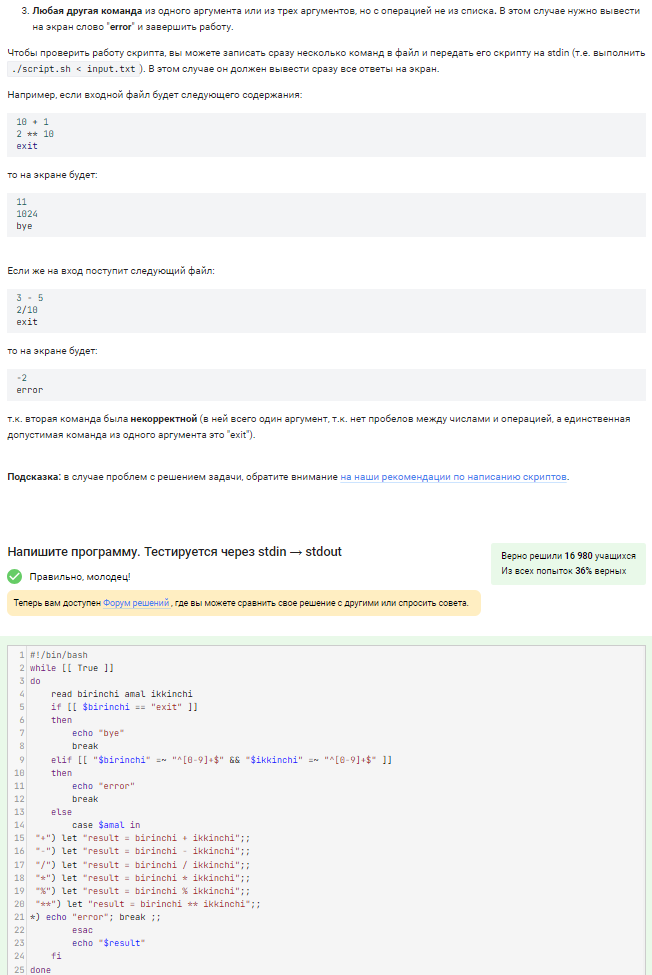 3. Любая другая команда из одного аргумента или из трех аргументов, но с операцией не из списка. В этом случае нужно вывести
на экран слово "error" и завершить работу.
Чтобы проверить работу скрипта, вы можете записать сразу несколько команд в файл и передать его скрипту на stdin (т.е. выполнить
./script.sh < input.txt ). В этом случае он должен вывести сразу все ответы на экран.
Например, если входной файл будет следующего содержания:
10 + 1
2 ** 10
exit
то на экране будет:
11
1024
bye
Если же на вход поступит следующий файл:
3 - 5
2/10
exit
то на экране будет:
-2
error
т.к. вторая команда была некорректной (в ней всего один аргумент, т.к. нет пробелов между числами и операцией, а единственная
допустимая команда из одного аргумента это "exit").
Подсказка: в случае проблем с решением задачи, обратите внимание на наши рекомендации по написанию скриптов.
Напишите программу. Тестируется через stdin → stdout
Верно решили 16 980 учащихся
Из всех попыток 36% верных
Правильно, молодец!
Теперь вам доступен Форум решений, где вы можете сравнить свое решение с другими или спросить совета.
1 #!/bin/bash
2 while [[ True ]]
3 do
4     read birinchi amal ikkinchi
5     if [[ $birinchi == "exit" ]]
6     then
7         echo "bye"
8         break
9     elif [[ "$birinchi" =~ "^[0-9]+$" && "$ikkinchi" =~ "^[0-9]+$" ]]
10     then
11         echo "error"
12         break
13     else
14         case $amal in
15  "+") let "result = birinchi + ikkinchi";;
16  "-") let "result = birinchi - ikkinchi";;
17  "/") let "result = birinchi / ikkinchi";;
18  "*") let "result = birinchi * ikkinchi";;
19  "%") let "result = birinchi % ikkinchi";;
20  "**") let "result = birinchi ** ikkinchi";;
21 *) echo "error"; break ;;
22         esac
23         echo "$result"
24     fi
25 done